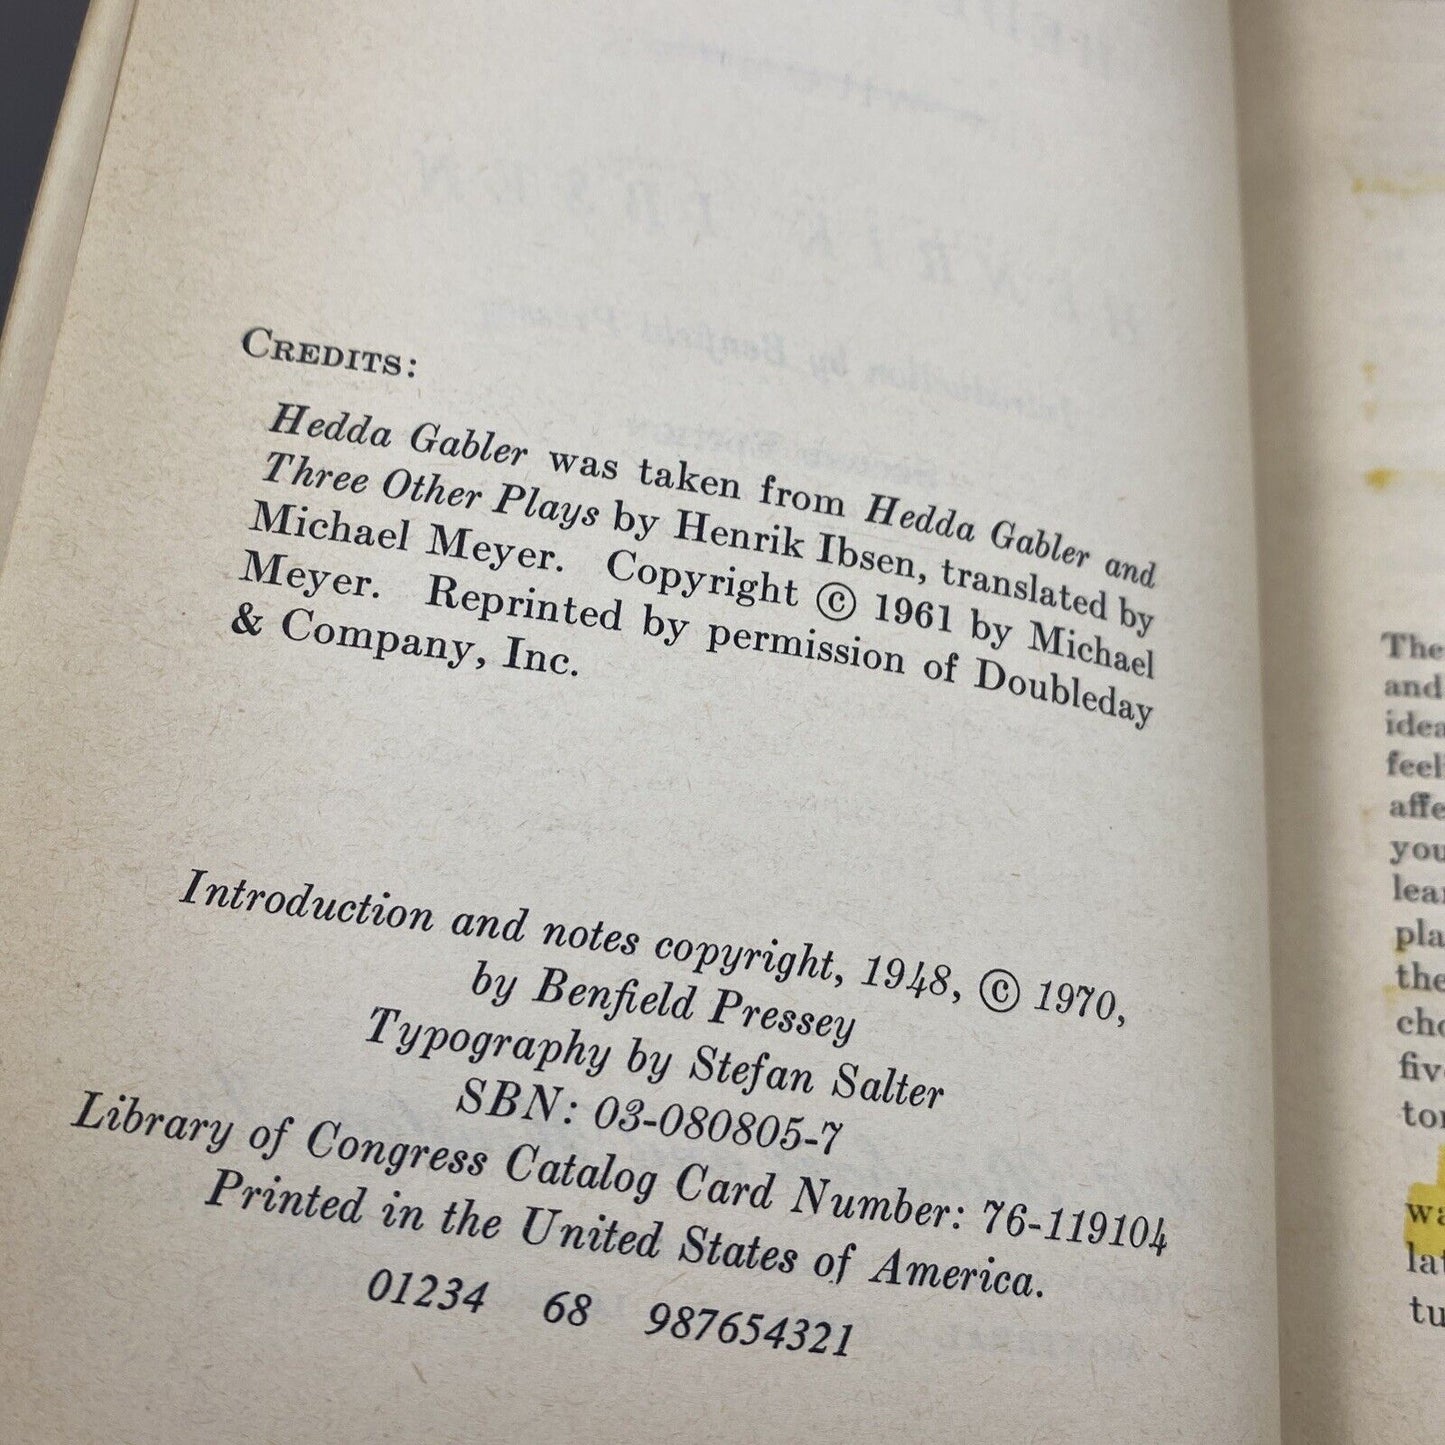 CREDITS:
Hedda Gabler was taken from Hedda Gabler and
Three Other Plays by Henrik Ibsen, translated by
Michael Meyer. Copyright © 1961 by Michael
Meyer. Reprinted by permission of Doubleday
& Company, Inc.
Introduction and notes copyright, 1948, © 1970,
by Benfield Pressey
Typography by Stefan Salter
SBN: 03-080805-7
Library of Congress Catalog Card Number: 76-119104
Printed in the United States of America.
01234 68 987654321
The
and